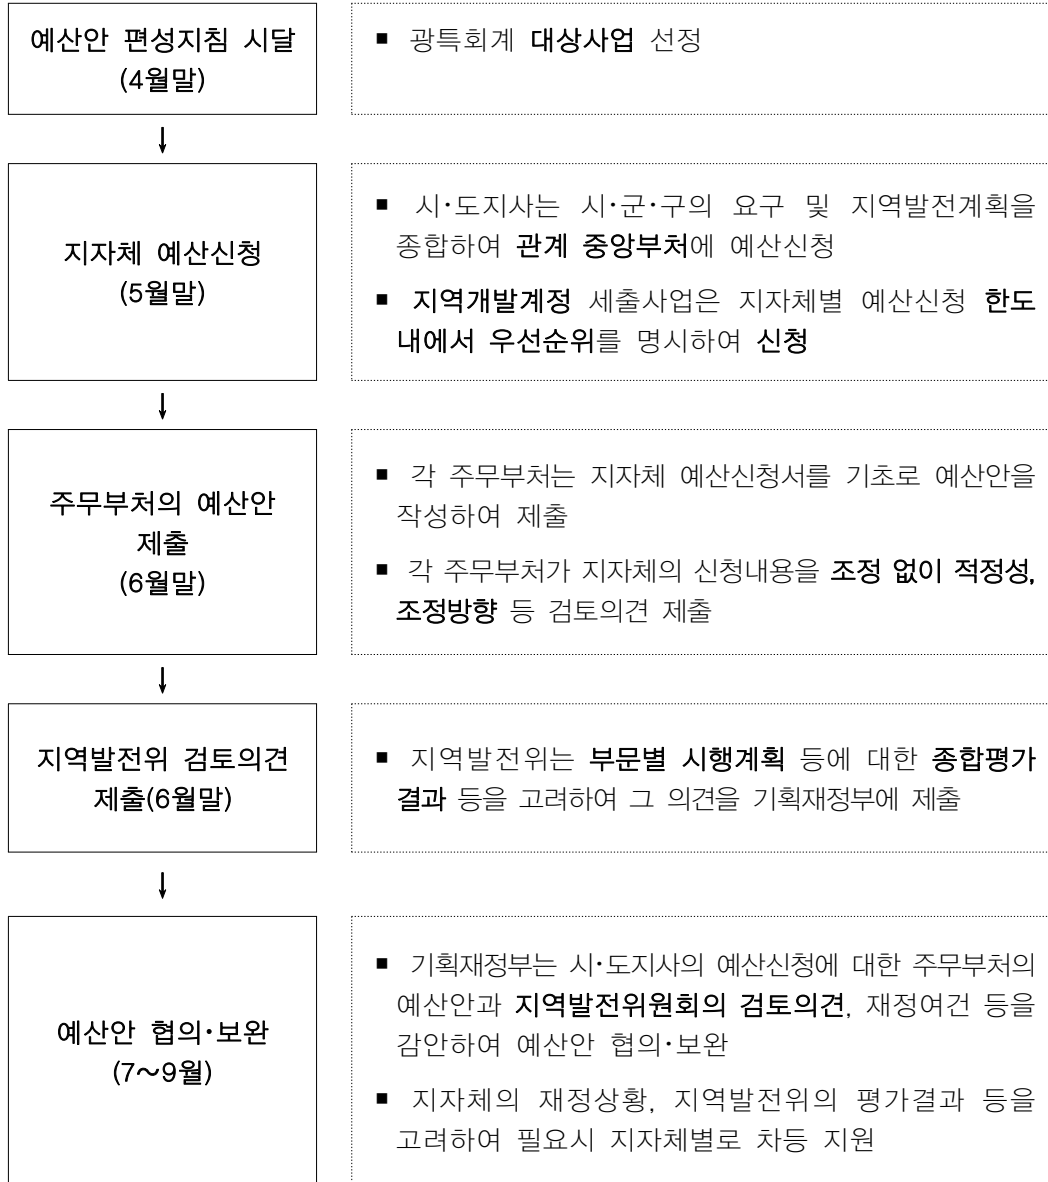 예산안 편성지침 시달
(4월말)
■ 광특회계 대상사업 선정
↓
지자체 예산신청
(5월말)
■ 시·도지사는 시·군·구의 요구 및 지역발전계획을
종합하여 관계 중앙부처에 예산신청
■ 지역개발계정 세출사업은 지자체별 예산신청 한도
내에서 우선순위를 명시하여 신청
↓
주무부처의 예산안
제출
(6월말)
■ 각 주무부처는 지자체 예산신청서를 기초로 예산안을
작성하여 제출
■ 각 주무부처가 지자체의 신청내용을 조정 없이 적정성,
조정방향 등 검토의견 제출
↓
지역발전위 검토의견
제출(6월말)
■ 지역발전위는 부문별 시행계획 등에 대한 종합평가
결과 등을 고려하여 그 의견을 기획재정부에 제출
↓
예산안 협의·보완
(7～9월)
■ 기획재정부는 시·도지사의 예산신청에 대한 주무부처의
예산안과 지역발전위원회의 검토의견, 재정여건 등을
감안하여 예산안 협의·보완
■ 지자체의 재정상황, 지역발전위의 평가결과 등을
고려하여 필요시 지자체별로 차등 지원